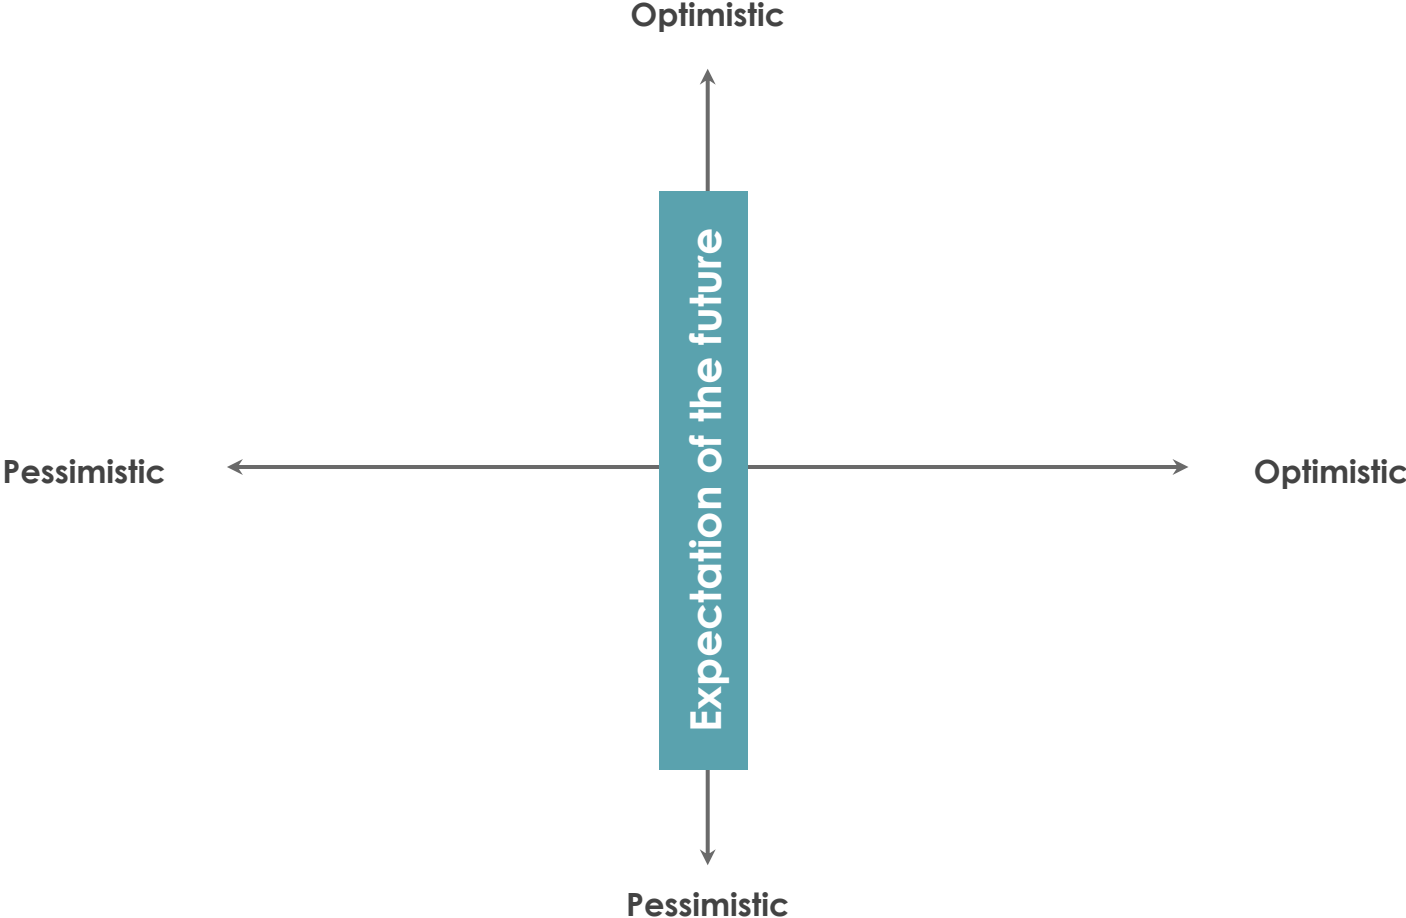 Optimistic
Expectation of the future
Pessimistic
Optimistic
Pessimistic